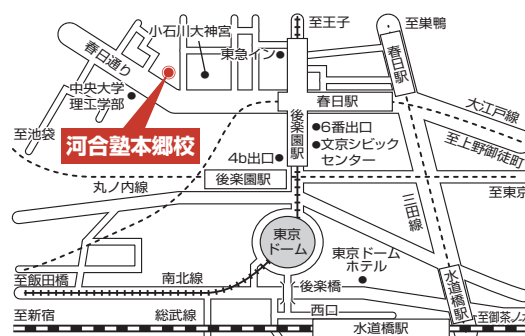 至王子
至巣鴨
小石川大神宮
春日通り
東急イン
春日駅
中央大学
理工学部
春日駅
大江戸線
後楽園駅
6番出口
至池袋
河合塾本郷校
文京シビック
センター
至上野御徒町
4b出口
丸ノ内線
後楽園駅
至東京
三田線
東京
ドーム
東京ドーム
ホテル
水道橋駅
至飯田橋
南北線
後楽橋
西口
至新宿
総武線
水道橋駅
至御茶ノ水